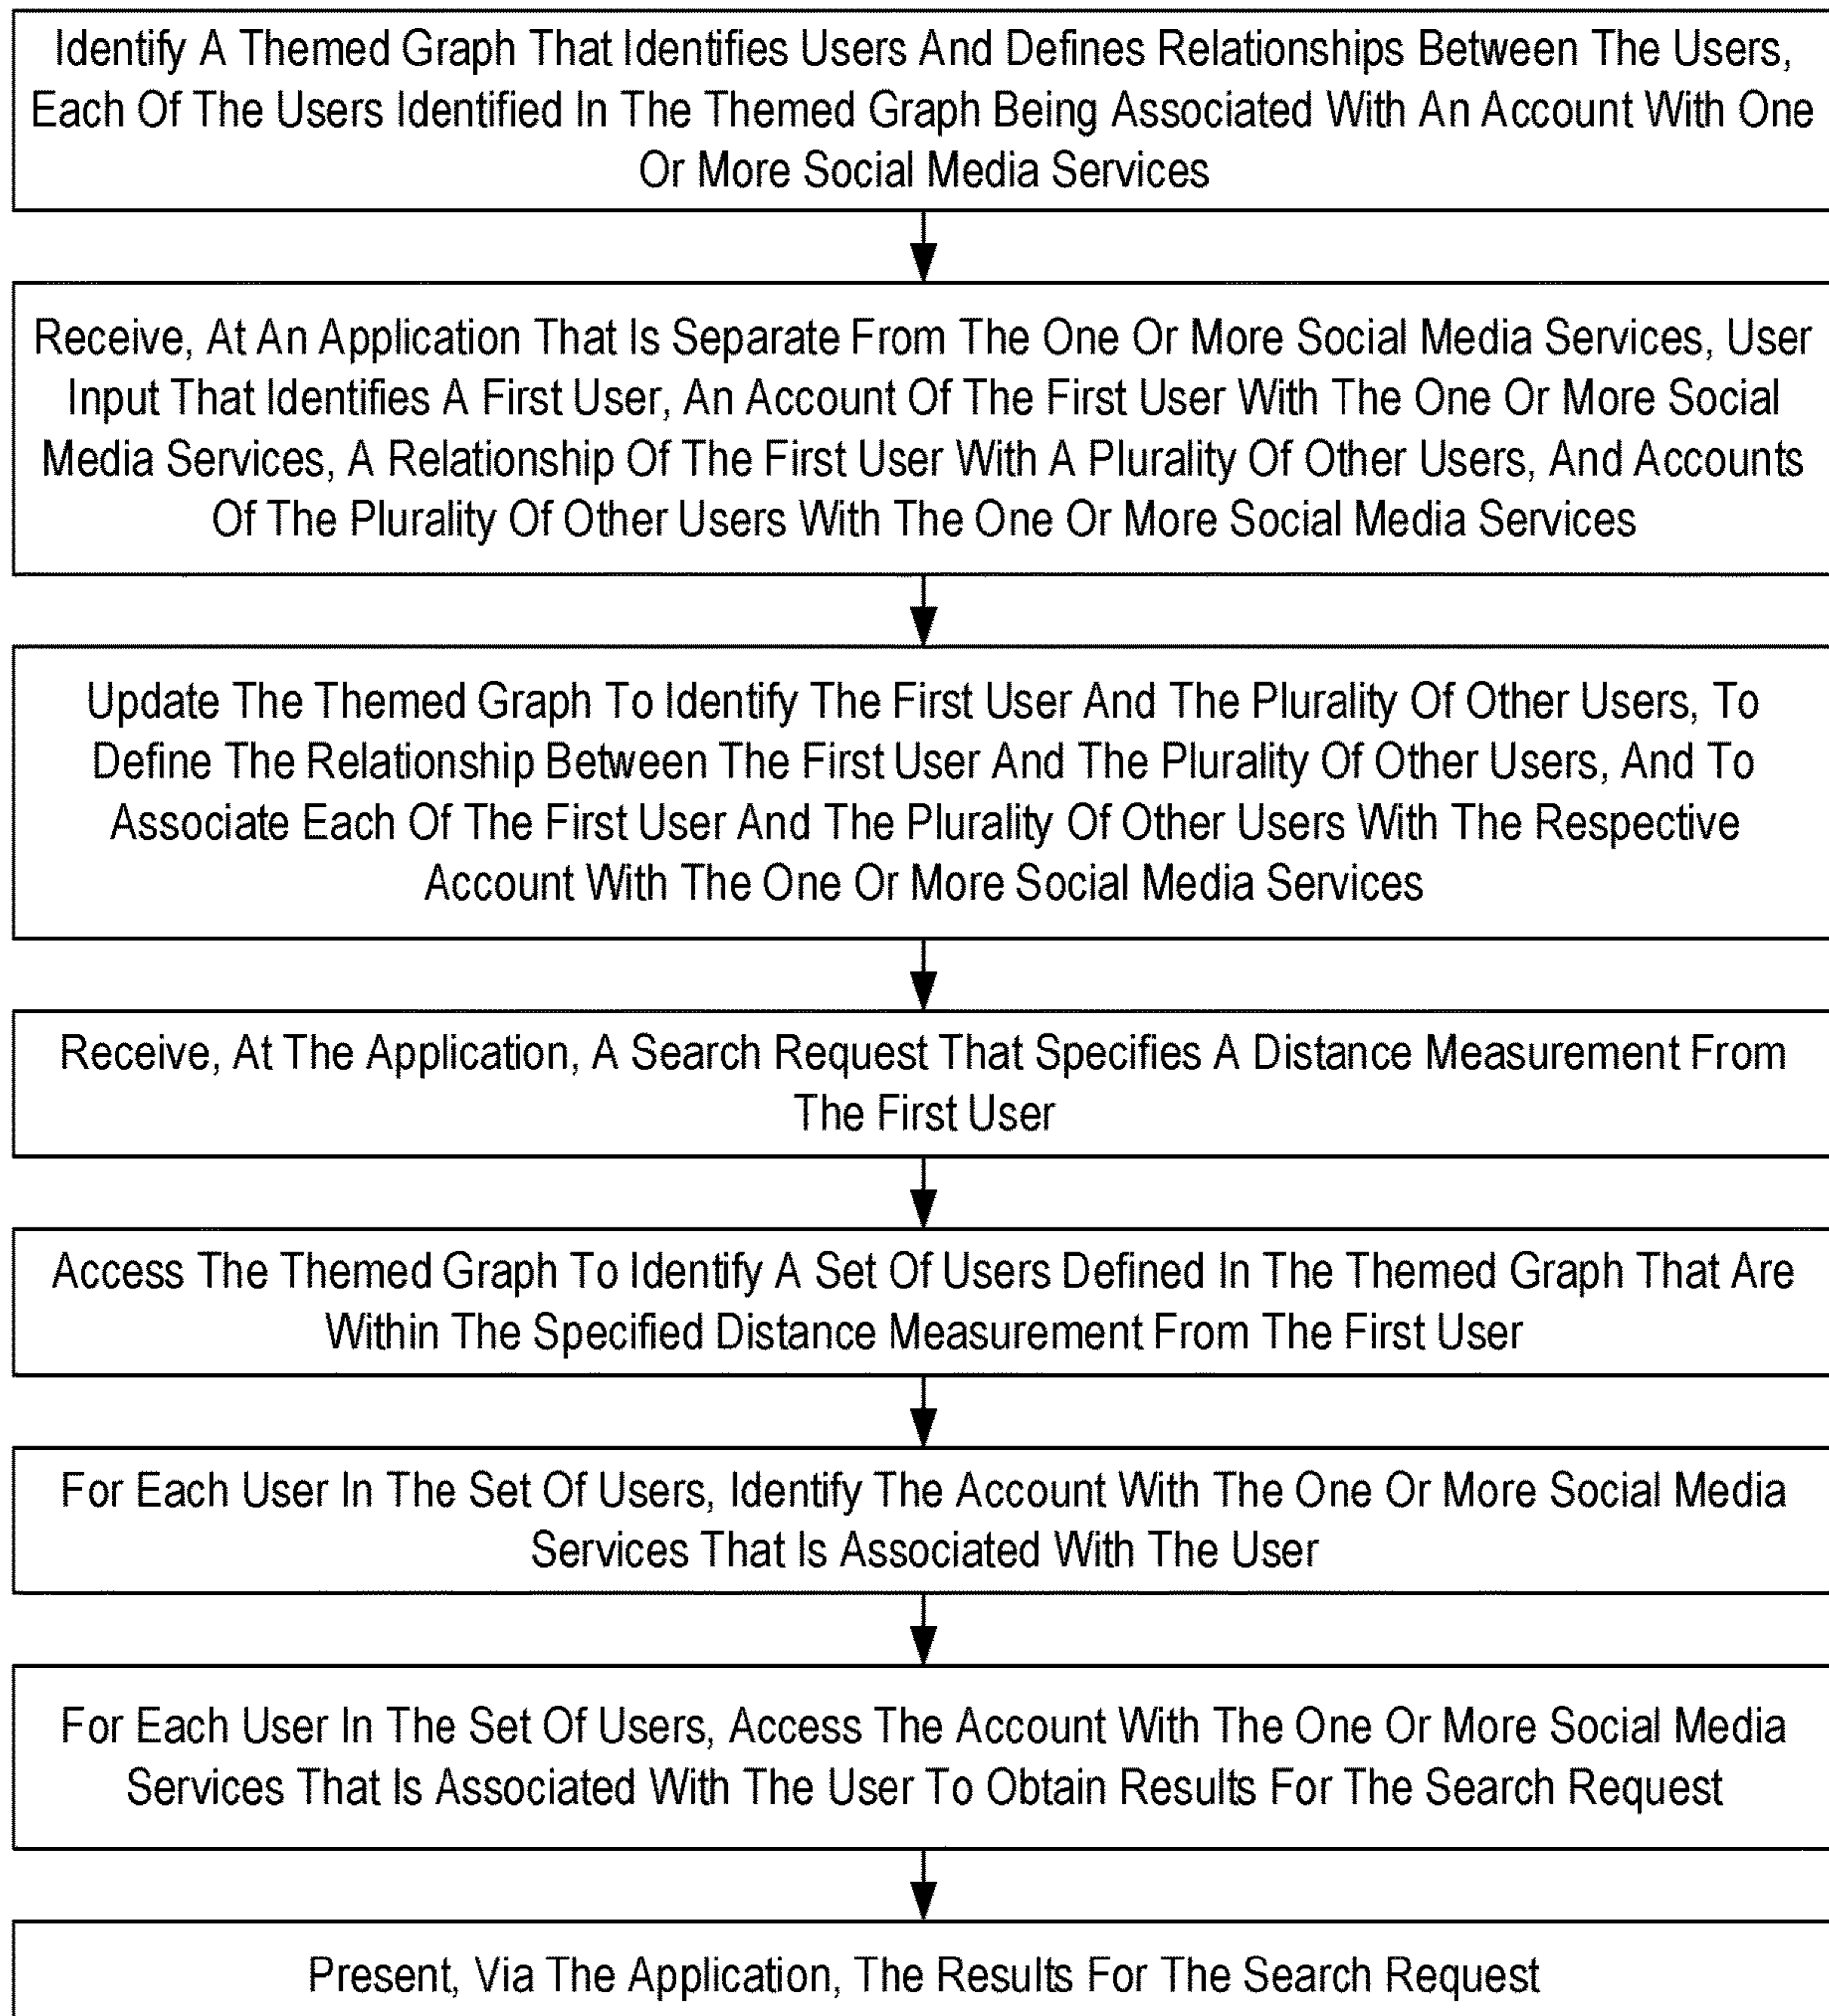 Identify A Themed Graph That Identifies Users And Defines Relationships Between The Users,
Each Of The Users Identified In The Themed Graph Being Associated With An Account With One
Or More Social Media Services
Receive, At An Application That Is Separate From The One Or More Social Media Services, User
Input That Identifies A First User, An Account Of The First User With The One Or More Social
Media Services, A Relationship Of The First User With A Plurality Of Other Users, And Accounts
Of The Plurality Of Other Users With The One Or More Social Media Services
Update The Themed Graph To Identify The First User And The Plurality Of Other Users, To
Define The Relationship Between The First User And The Plurality Of Other Users, And To
Associate Each Of The First User And The Plurality Of Other Users With The Respective
Account With The One Or More Social Media Services
Receive, At The Application, A Search Request That Specifies A Distance Measurement From
The First User
Access The Themed Graph To Identify A Set Of Users Defined In The Themed Graph That Are
Within The Specified Distance Measurement From The First User
For Each User In The Set Of Users, Identify The Account With The One Or More Social Media
Services That Is Associated With The User
For Each User In The Set Of Users, Access The Account With The One Or More Social Media
Services That Is Associated With The User To Obtain Results For The Search Request
Present, Via The Application, The Results For The Search Request